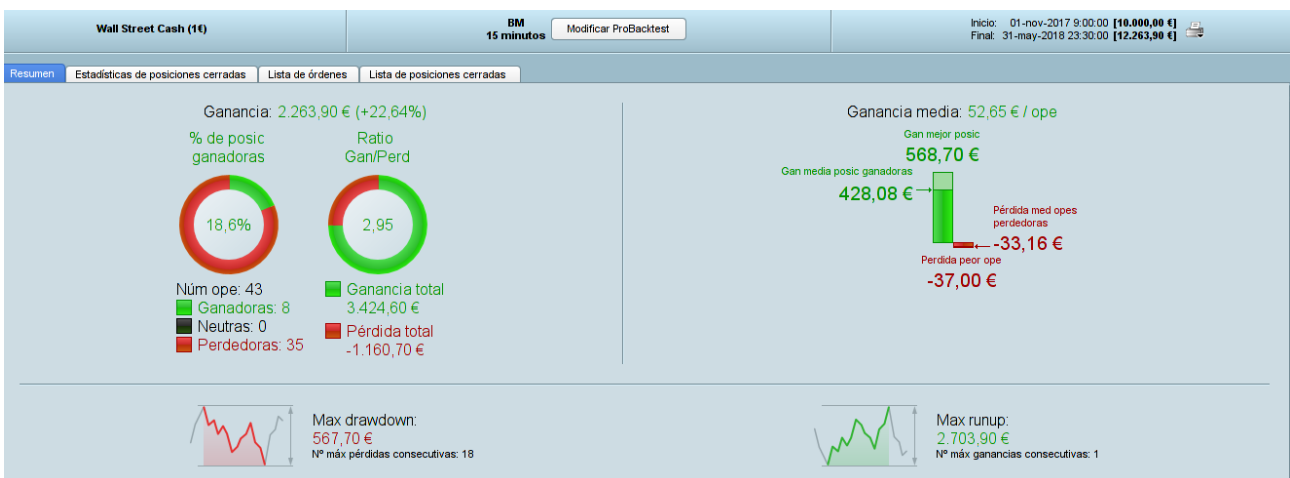 Wall Street Cash (1€)
BM
15 minutos
Modificar ProBacktest
Inicio: 01-nov-2017 9:00:00 [10.000,00 €]
Final: 31-may-2018 23:30:00 [12.263,90 €]
Resumen
Estadísticas de posiciones cerradas
Lista de órdenes
Lista de posiciones cerradas
Ganancia: 2.263,90 € (+22,64%)
% de posic
ganadoras
18,6%
Núm ope: 43
Ganadoras: 8
Neutras: 0
Perdedoras: 35
Ratio
Gan/Perd
2,95
Ganancia total
3.424,60 €
Pérdida total
-1.160,70 €
Ganancia media: 52,65 € / ope
Gan mejor posic
568,70 €
Gan media posic ganadoras
428,08 €
Pérdida med opes
perdedoras
-33,16 €
Perdida peor ope
-37,00 €
Max drawdown:
567,70 €
Nº máx pérdidas consecutivas: 18
Max runup:
2.703,90 €
Nº máx ganancias consecutivas: 1